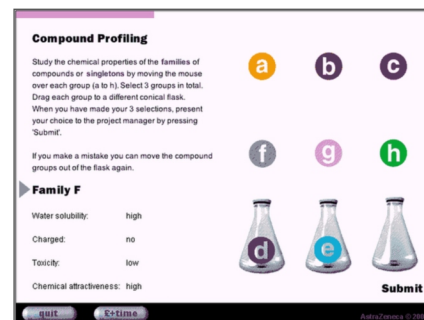 Compound Profiling
Study the chemical properties of the families of
compounds or singletons by moving the mouse
over each group (a to h). Select 3 groups in total.
Drag each group to a different conical flask.
When you have made your 3 selections, present
your choice to the project manager by pressing
'Submit'.
If you make a mistake you can move the compound
groups out of the flask again.
Family F
Water solubility: high
Charged: no
Toxicity: low
Chemical attractiveness: high
a b c
f g h
d e
Submit
quit £+time
AstraZeneca © 200